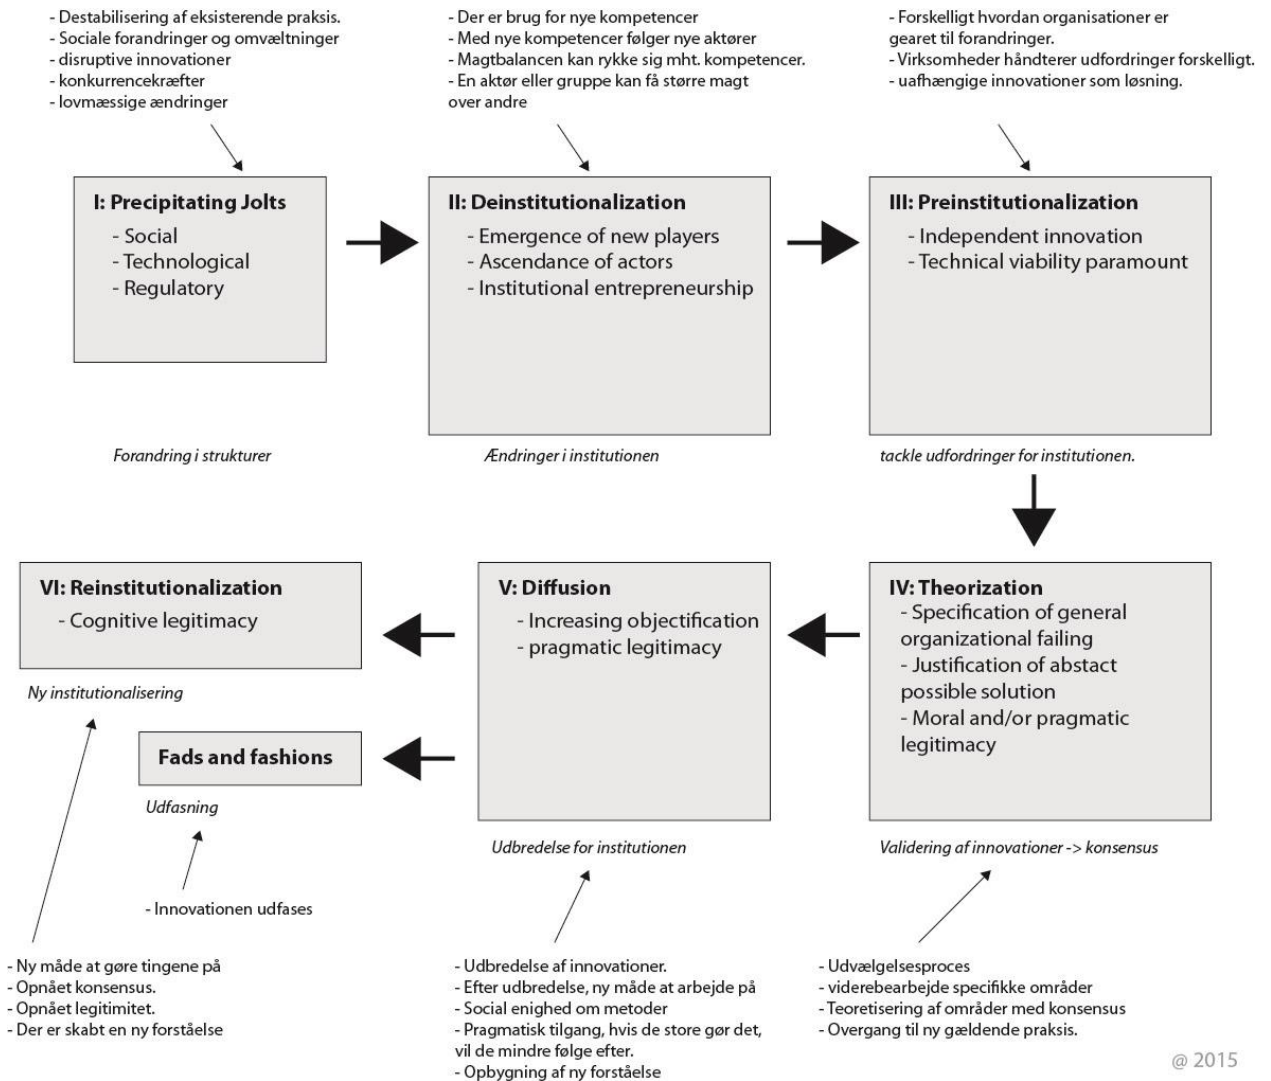 - Destabilisering af eksisterende praksis.
- Sociale forandringer og omvæltninger
- disruptive innovationer
- konkurrencekræfter
- lovmæssige ændringer
- Der er brug for nye kompetencer
- Med nye kompetencer følger nye aktører
- Magtbalancen kan rykke sig mht. kompetencer.
- En aktør eller gruppe kan få større magt
over andre
- Forskelligt hvordan organisationer er
gearet til forandringer.
- Virksomheder håndterer udfordringer forskelligt.
- uafhængige innovationer som løsning.
I: Precipitating Jolts
- Social
- Technological
- Regulatory
II: Deinstitutionalization
- Emergence of new players
- Ascendance of actors
- Institutional entrepreneurship
III: Preinstitutionalization
- Independent innovation
- Technical viability paramount
Forandring i strukturer
Ændringer i institutionen
tackle udfordringer for institutionen.
VI: Reinstitutionalization
- Cognitive legitimacy
Ny institutionalisering
Fads and fashions
Udfasning
- Innovationen udfases
V: Diffusion
- Increasing objectification
- pragmatic legitimacy
Udbredelse for institutionen
IV: Theorization
- Specification of general
organizational failing
- Justification of abstact
possible solution
- Moral and/or pragmatic
legitimacy
Validering af innovationer -> konsensus
- Ny måde at gøre tingene på
- Opnået konsensus.
- Opnået legitimitet.
- Der er skabt en ny forståelse
- Udbredelse af innovationer.
- Efter udbredelse, ny måde at arbejde på
- Social enighed om metoder
- Pragmatisk tilgang, hvis de store gør det,
vil de mindre følge efter.
- Opbygning af ny forståelse
- Udvælgelsesproces
- viderebearbejde specifikke områder
- Teoretisering af områder med konsensus
- Overgang til ny gældende praksis.
@ 2015